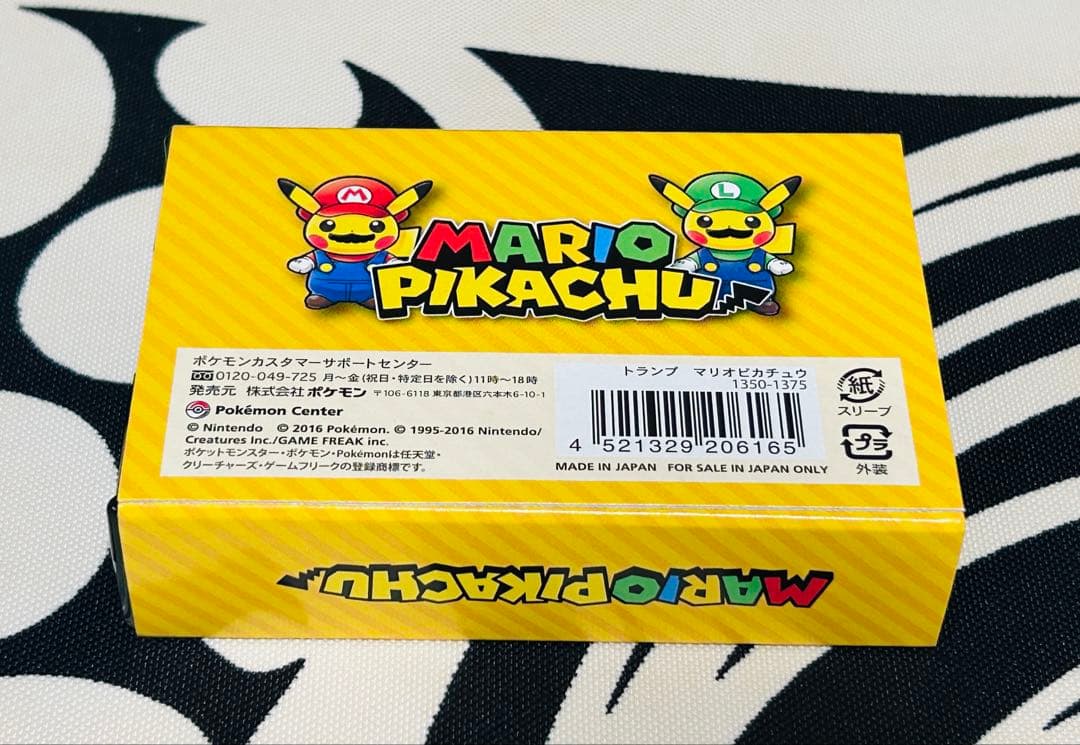 M
L
MARIO
PIKACHU
ポケモンカスタマーサポートセンター
0120-049-725 月〜金(祝日・特定日を除く)11時〜18時
発売元 株式会社ポケモン 〒106-6118 東京都港区六本木6-10-1
Pokémon Center
© Nintendo © 2016 Pokémon. © 1995-2016 Nintendo/
Creatures Inc./GAME FREAK inc.
ポケットモンスター・ポケモン・Pokémonは任天堂・
クリーチャーズ・ゲームフリークの登録商標です。
トランプ マリオピカチュウ
1350-1375
4 521329 206165
MADE IN JAPAN FOR SALE IN JAPAN ONLY
紙
スリーブ
プラ
外装
MARIO PIKACHU